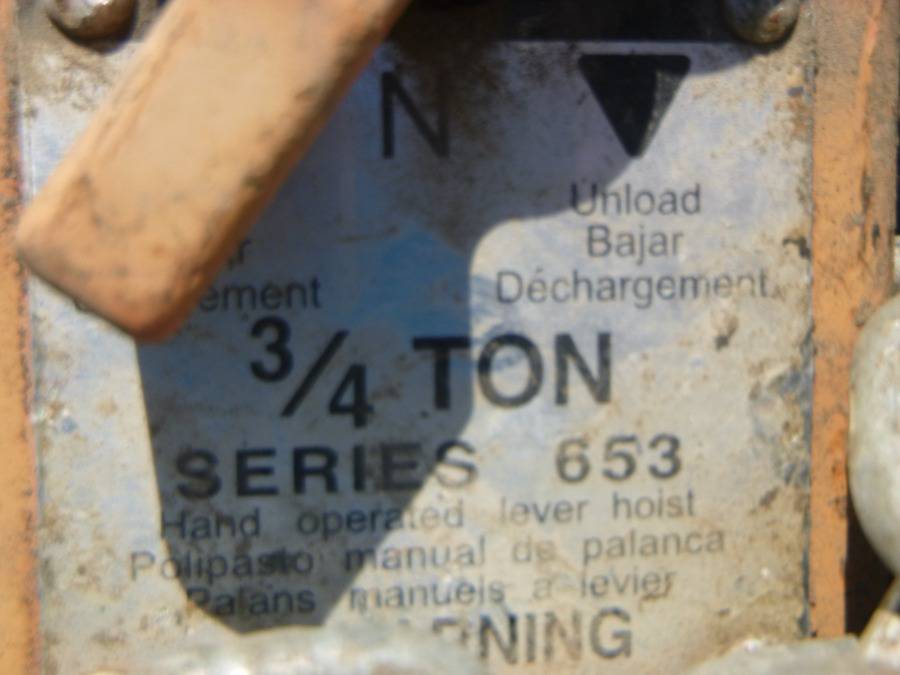 N
Unload
Bajar
Déchargement
3/4 TON
SERIES 653
Hand operated lever hoist
Polipasto manual de palanca
Palans manuels a levier